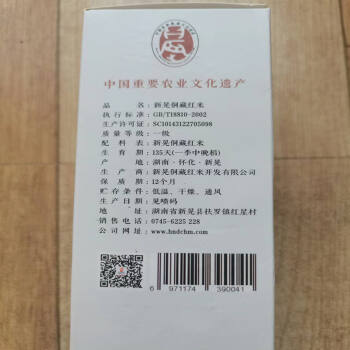 中国重要农业文化遗产
品名：新晃侗藏红米
执行标准：GB/T18810-2002
生产许可证：SC10143122705098
质量等级：一级
配料表：新晃侗藏红米
生育期：135天(一季中晚稻)
产地：湖南·怀化·新晃
生产商：新晃侗藏红米开发有限公司
保质期：12个月
贮存条件：低温、干燥、通风
生产日期：见喷码
地址：湖南省新晃县扶罗镇红星村
销售电话：0745-6225 228
公司网站：www.hndchm.com
6 971174 390041